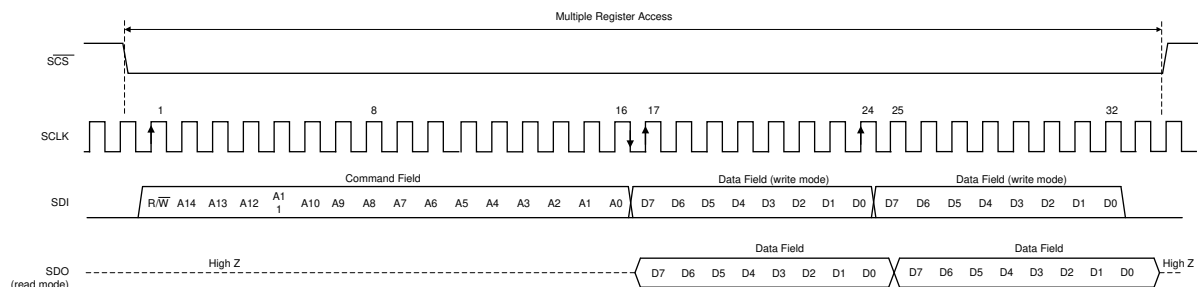 Multiple Register Access
SCS
1 8 16 17 24 25 32
SCLK
Command Field Data Field (write mode) Data Field (write mode)
SDI R/W A14 A13 A12 A1 A10 A9 A8 A7 A6 A5 A4 A3 A2 A1 A0 D7 D6 D5 D4 D3 D2 D1 D0 D7 D6 D5 D4 D3 D2 D1 D0
1
Data Field Data Field
High Z High Z
SDO D7 D6 D5 D4 D3 D2 D1 D0 D7 D6 D5 D4 D3 D2 D1 D0
(read mode)